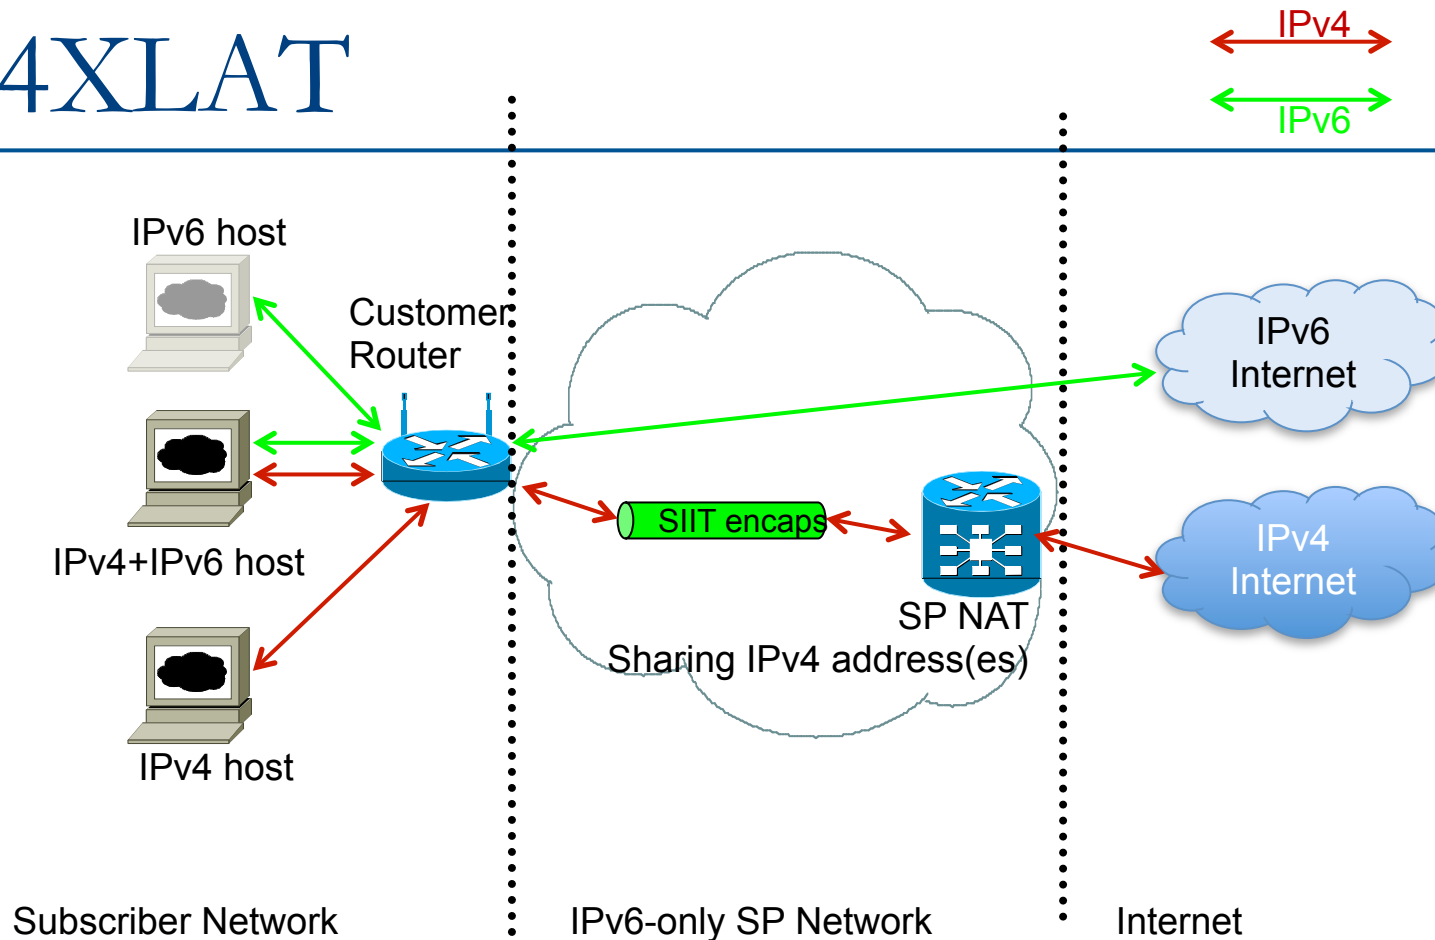 4XLAT
IPv4
IPv6
IPv6 host
Customer
Router
IPv6
Internet
SIIT encaps
IPv4
Internet
IPv4+IPv6 host
SP NAT
Sharing IPv4 address(es)
IPv4 host
Subscriber Network
IPv6-only SP Network
Internet